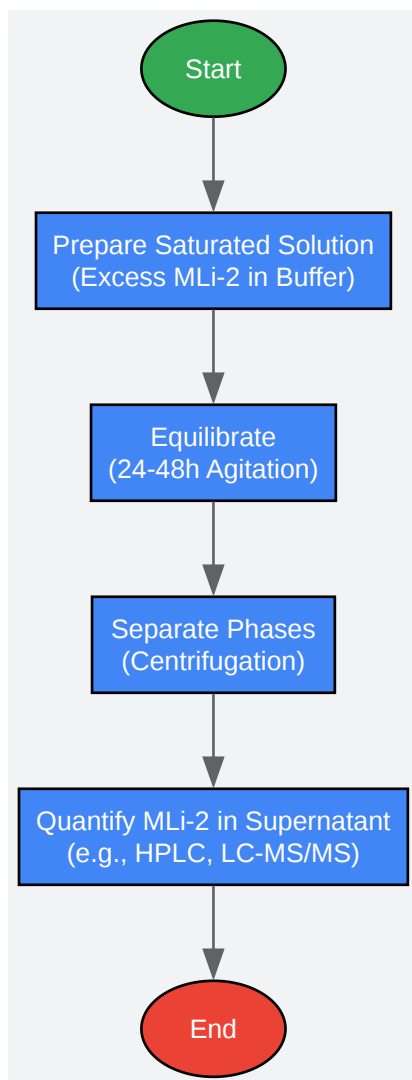 Start
Prepare Saturated Solution
(Excess MLi-2 in Buffer)
Equilibrate
(24-48h Agitation)
Separate Phases
(Centrifugation)
Quantify MLi-2 in Supernatant
(e.g., HPLC, LC-MS/MS)
End